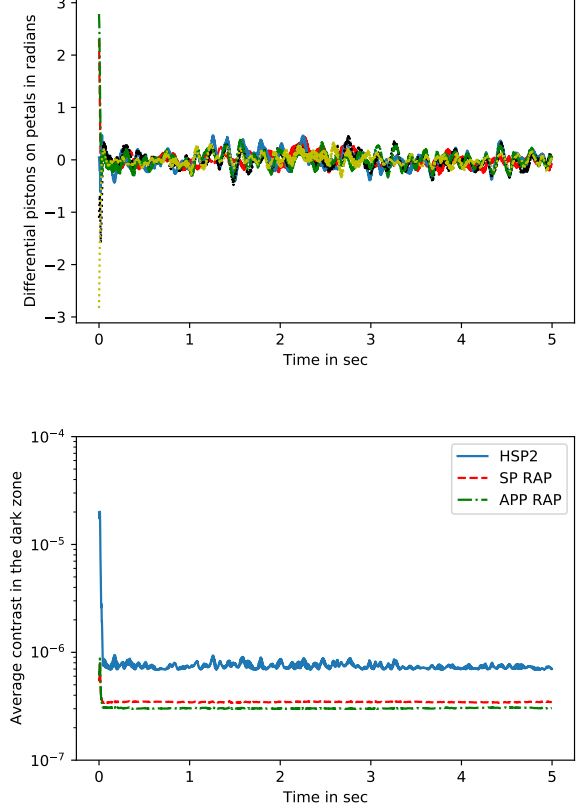 3
2
1
0
−1
−2
−3
Differential pistons on petals in radians
0 1 2 3 4 5
Time in sec
10−4
10−5
10−6
10−7
Average contrast in the dark zone
HSP2
SP RAP
APP RAP
0 1 2 3 4 5
Time in sec